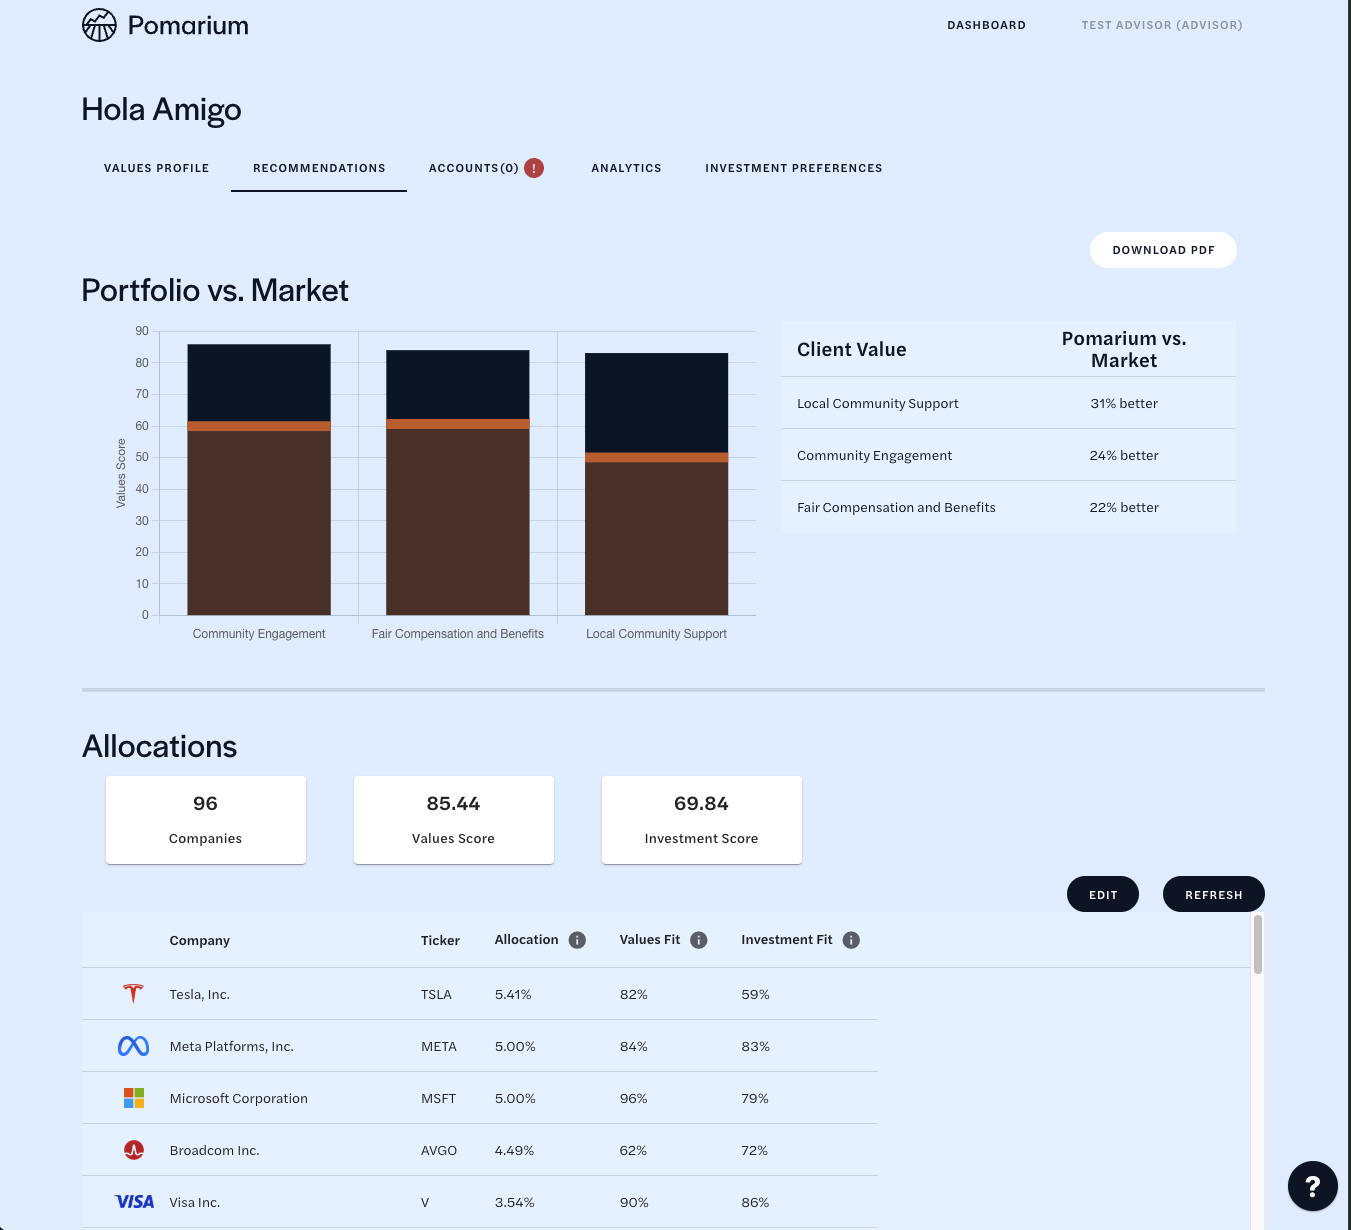 Pomarium
DASHBOARD
TEST ADVISOR (ADVISOR)
Hola Amigo
VALUES PROFILE
RECOMMENDATIONS
ACCOUNTS(0) !
ANALYTICS
INVESTMENT PREFERENCES
DOWNLOAD PDF
Portfolio vs. Market
90
80
70
60
50
40
30
20
10
0
Values Score
Community Engagement
Fair Compensation and Benefits
Local Community Support
Client Value
Pomarium vs.
Market
Local Community Support 31% better
Community Engagement 24% better
Fair Compensation and Benefits 22% better
Allocations
96
Companies
85.44
Values Score
69.84
Investment Score
EDIT
REFRESH
Company Ticker Allocation i Values Fit i Investment Fit i
Tesla, Inc. TSLA 5.41% 82% 59%
Meta Platforms, Inc. META 5.00% 84% 83%
Microsoft Corporation MSFT 5.00% 96% 79%
Broadcom Inc. AVGO 4.49% 62% 72%
VISA Visa Inc. V 3.54% 90% 86%
?